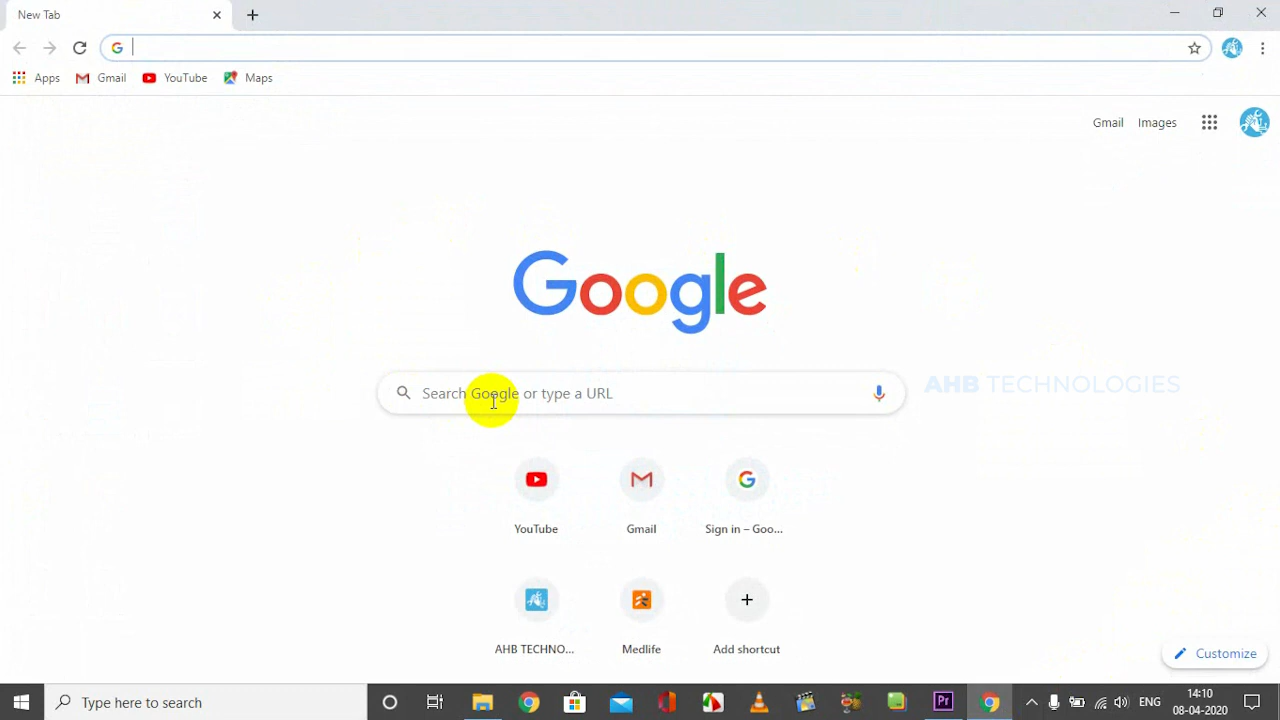 New Tab
Apps Gmail YouTube Maps
Gmail Images
Google
Search Google or type a URL
AHB TECHNOLOGIES
YouTube Gmail Sign in – Goo...
AHB TECHNO... Medlife Add shortcut
Customize
Type here to search
Pr
ENG
14:10
08-04-2020